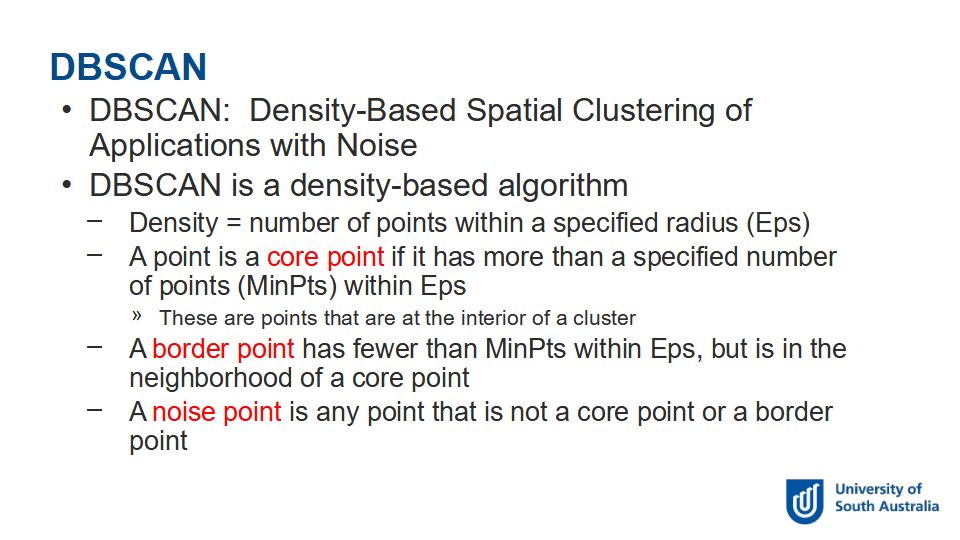 DBSCAN
• DBSCAN:  Density-Based Spatial Clustering of
Applications with Noise
• DBSCAN is a density-based algorithm
– Density = number of points within a specified radius (Eps)
– A point is a core point if it has more than a specified number
of points (MinPts) within Eps
» These are points that are at the interior of a cluster
– A border point has fewer than MinPts within Eps, but is in the
neighborhood of a core point
– A noise point is any point that is not a core point or a border
point
University of
South Australia